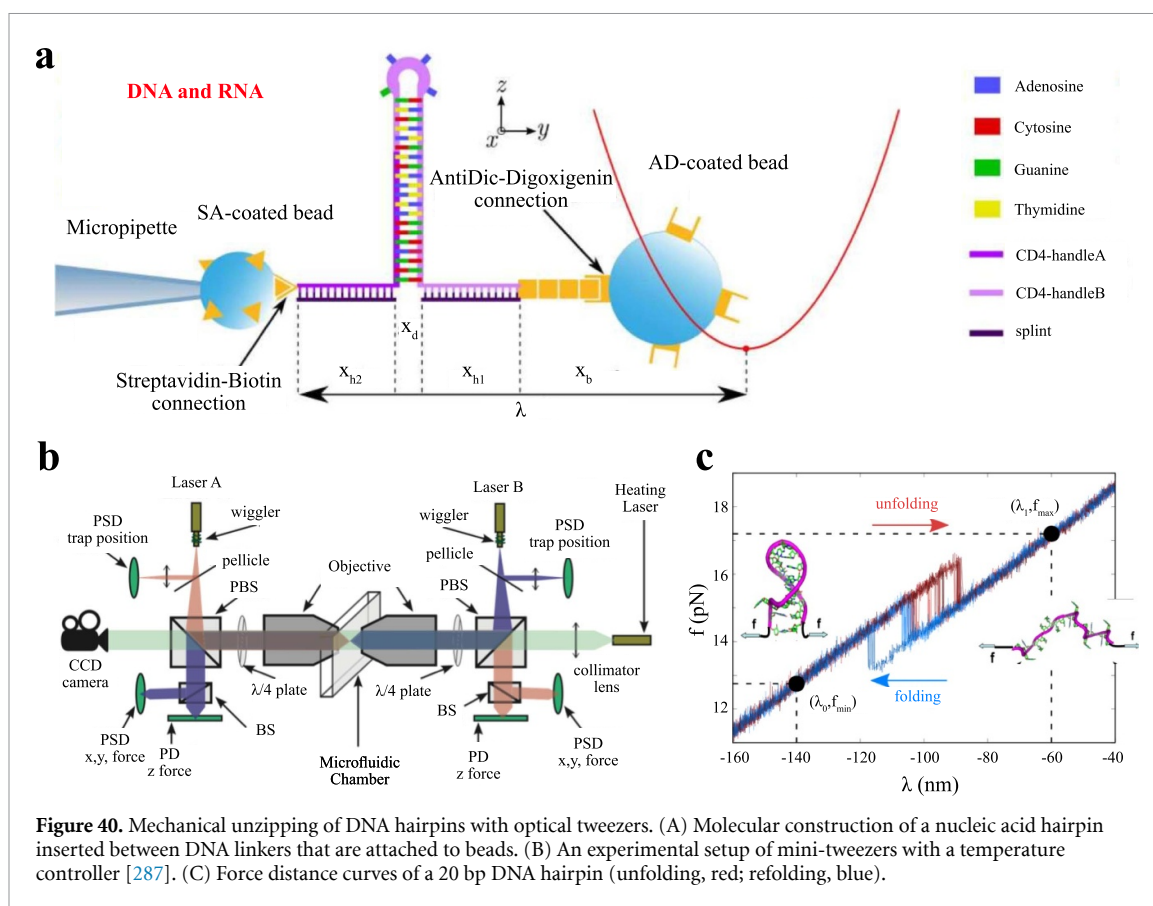 a
DNA and RNA
z
x
y
Micropipette
SA-coated bead
AntiDic-Digoxigenin
connection
AD-coated bead
Streptavidin-Biotin
connection
x_d
x_h2
x_h1
x_b
λ
Adenosine
Cytosine
Guanine
Thymidine
CD4-handleA
CD4-handleB
splint
b
Laser A
wiggler
PSD
trap position
pellicle
PBS
Objective
CCD
camera
λ/4 plate
BS
PSD
x,y, force
PD
z force
Microfluidic
Chamber
Laser B
wiggler
pellicle
PBS
PSD
trap position
Heating
Laser
collimator
lens
λ/4 plate
BS
PD
z force
PSD
x,y, force
c
f (pN)
18
16
14
12
unfolding
(λ₁,f_max)
f f
f f
(λ₀,f_min)
folding
-160 -140 -120 -100 -80 -60 -40
λ (nm)
Figure 40. Mechanical unzipping of DNA hairpins with optical tweezers. (A) Molecular construction of a nucleic acid hairpin
inserted between DNA linkers that are attached to beads. (B) An experimental setup of mini-tweezers with a temperature
controller [287]. (C) Force distance curves of a 20 bp DNA hairpin (unfolding, red; refolding, blue).